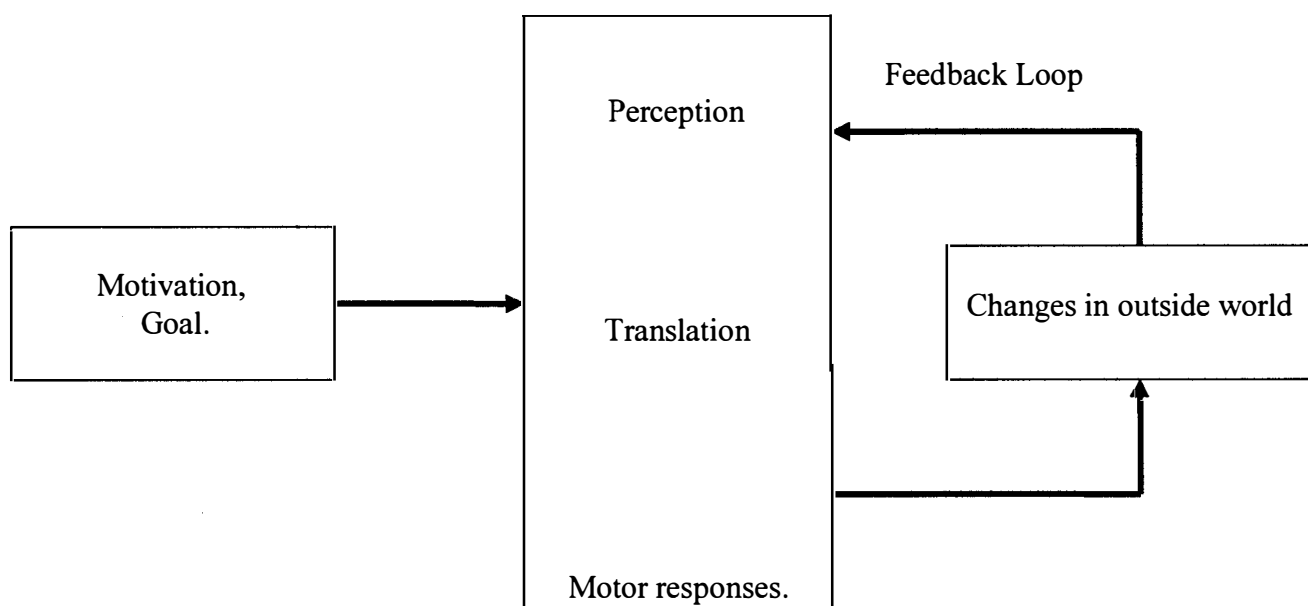 Feedback Loop
Perception
Motivation,
Goal.
Translation
Changes in outside world
Motor responses.